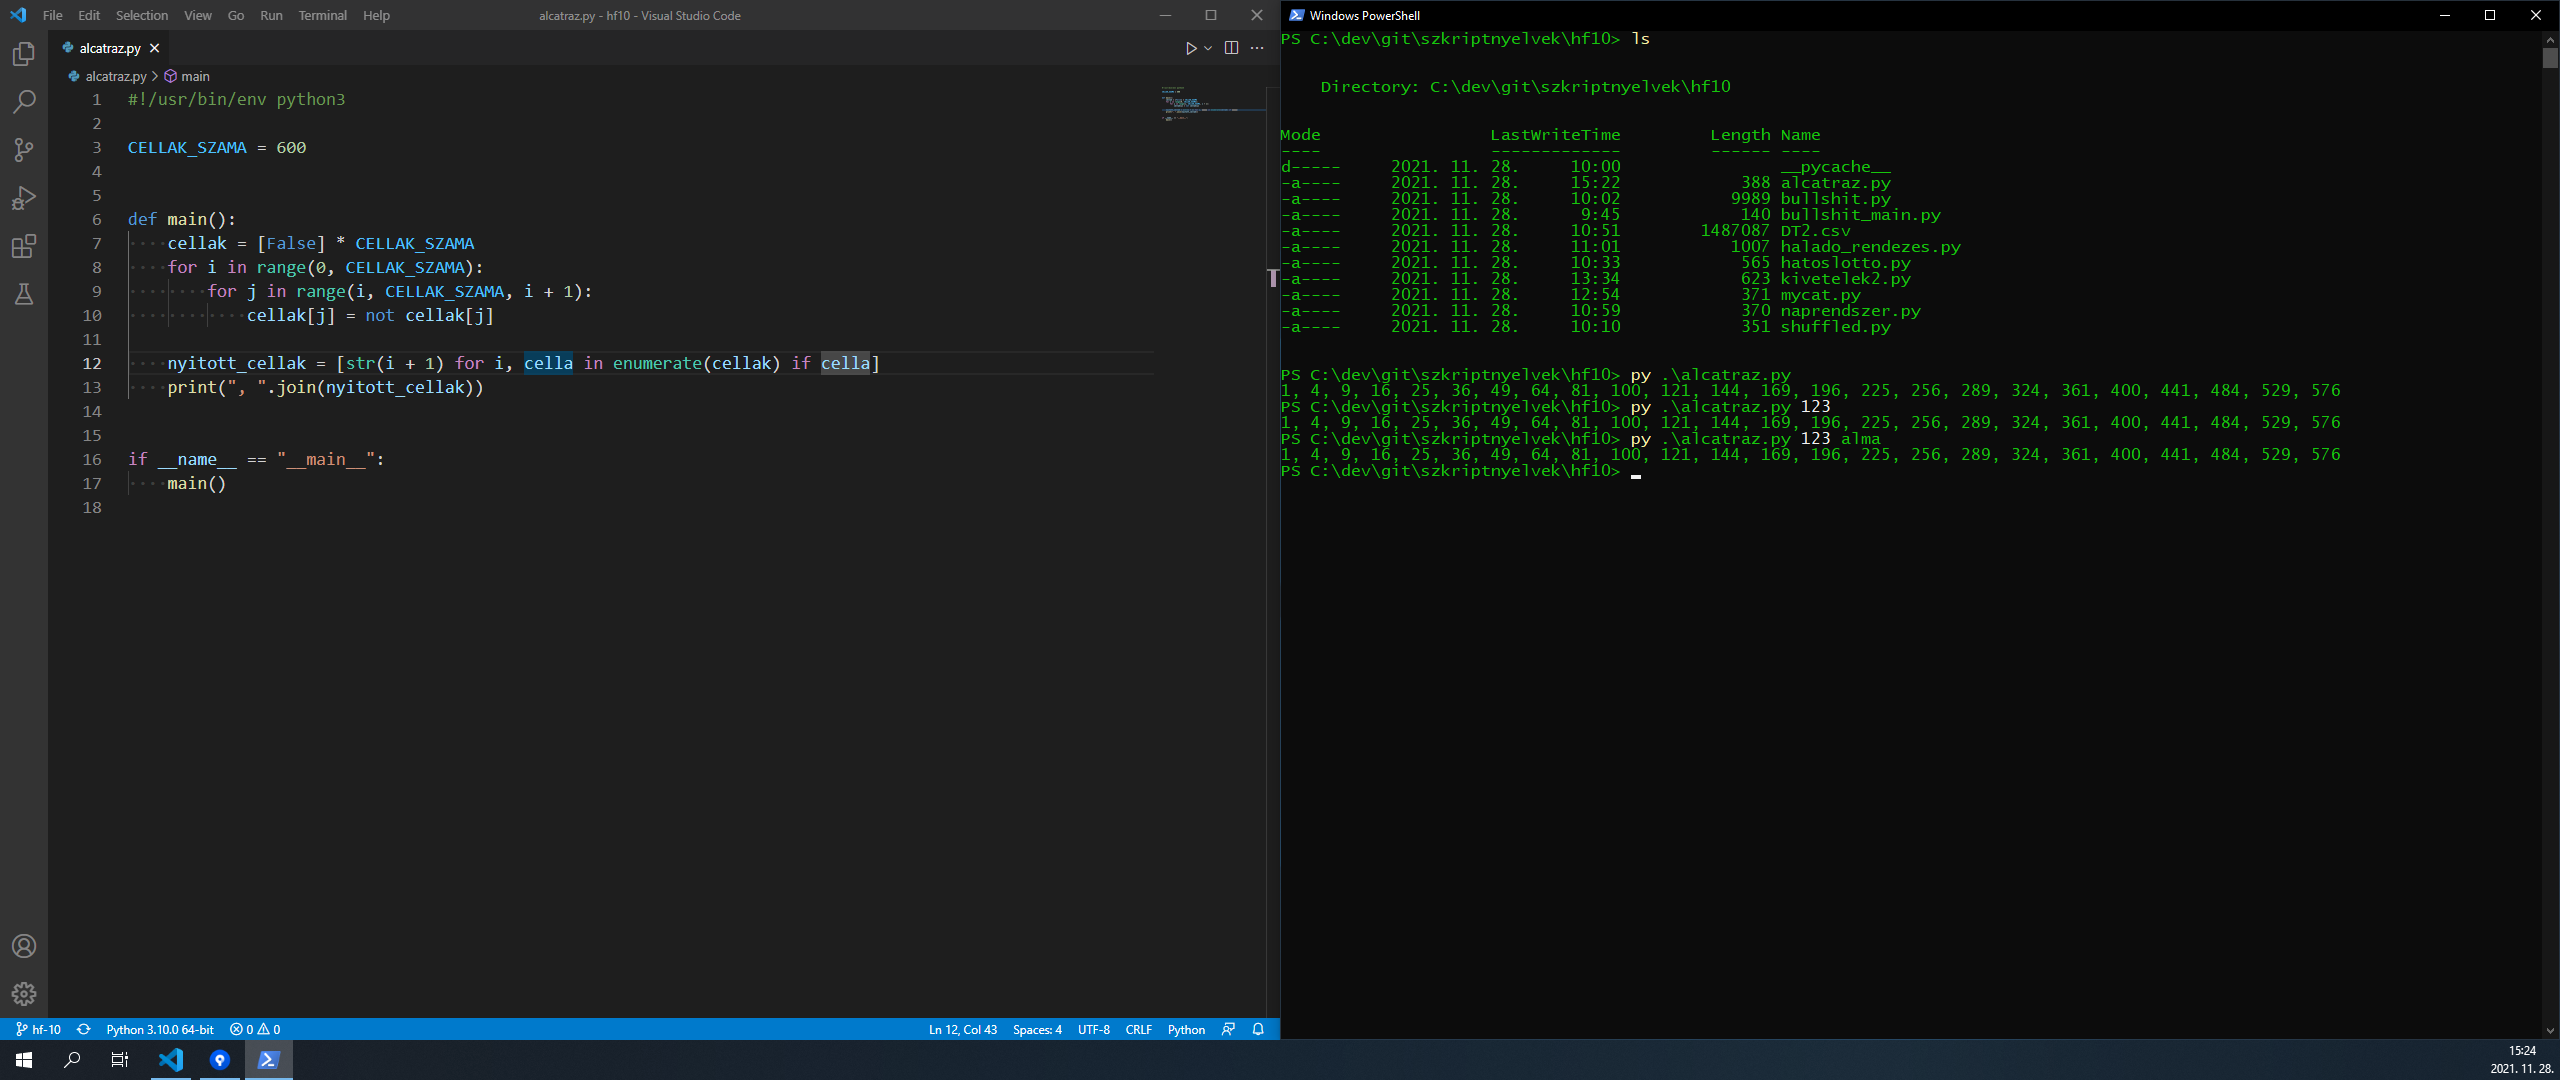 File Edit Selection View Go Run Terminal Help
alcatraz.py - hf10 - Visual Studio Code
alcatraz.py
alcatraz.py > main
1 #!/usr/bin/env python3
2
3 CELLAK_SZAMA = 600
4
5
6 def main():
7 cellak = [False] * CELLAK_SZAMA
8 for i in range(0, CELLAK_SZAMA):
9 for j in range(i, CELLAK_SZAMA, i + 1):
10 cellak[j] = not cellak[j]
11
12 nyitott_cellak = [str(i + 1) for i, cella in enumerate(cellak) if cella]
13 print(", ".join(nyitott_cellak))
14
15
16 if __name__ == "__main__":
17 main()
18
hf-10 Python 3.10.0 64-bit 0 0 Ln 12, Col 43 Spaces: 4 UTF-8 CRLF Python
Windows PowerShell
PS C:\dev\git\szkriptnyelvek\hf10> ls
Directory: C:\dev\git\szkriptnyelvek\hf10
Mode LastWriteTime Length Name
---- ------------- ------ ----
d----- 2021. 11. 28. 10:00 __pycache__
-a---- 2021. 11. 28. 15:22 388 alcatraz.py
-a---- 2021. 11. 28. 10:02 9989 bullshit.py
-a---- 2021. 11. 28. 9:45 140 bullshit_main.py
-a---- 2021. 11. 28. 10:51 1487087 DT2.csv
-a---- 2021. 11. 28. 11:01 1007 halado_rendezes.py
-a---- 2021. 11. 28. 10:33 565 hatoslotto.py
-a---- 2021. 11. 28. 13:34 623 kivetelek2.py
-a---- 2021. 11. 28. 12:54 371 mycat.py
-a---- 2021. 11. 28. 10:59 370 naprendszer.py
-a---- 2021. 11. 28. 10:10 351 shuffled.py
PS C:\dev\git\szkriptnyelvek\hf10> py .\alcatraz.py
1, 4, 9, 16, 25, 36, 49, 64, 81, 100, 121, 144, 169, 196, 225, 256, 289, 324, 361, 400, 441, 484, 529, 576
PS C:\dev\git\szkriptnyelvek\hf10> py .\alcatraz.py 123
1, 4, 9, 16, 25, 36, 49, 64, 81, 100, 121, 144, 169, 196, 225, 256, 289, 324, 361, 400, 441, 484, 529, 576
PS C:\dev\git\szkriptnyelvek\hf10> py .\alcatraz.py 123 alma
1, 4, 9, 16, 25, 36, 49, 64, 81, 100, 121, 144, 169, 196, 225, 256, 289, 324, 361, 400, 441, 484, 529, 576
PS C:\dev\git\szkriptnyelvek\hf10>
15:24
2021. 11. 28.